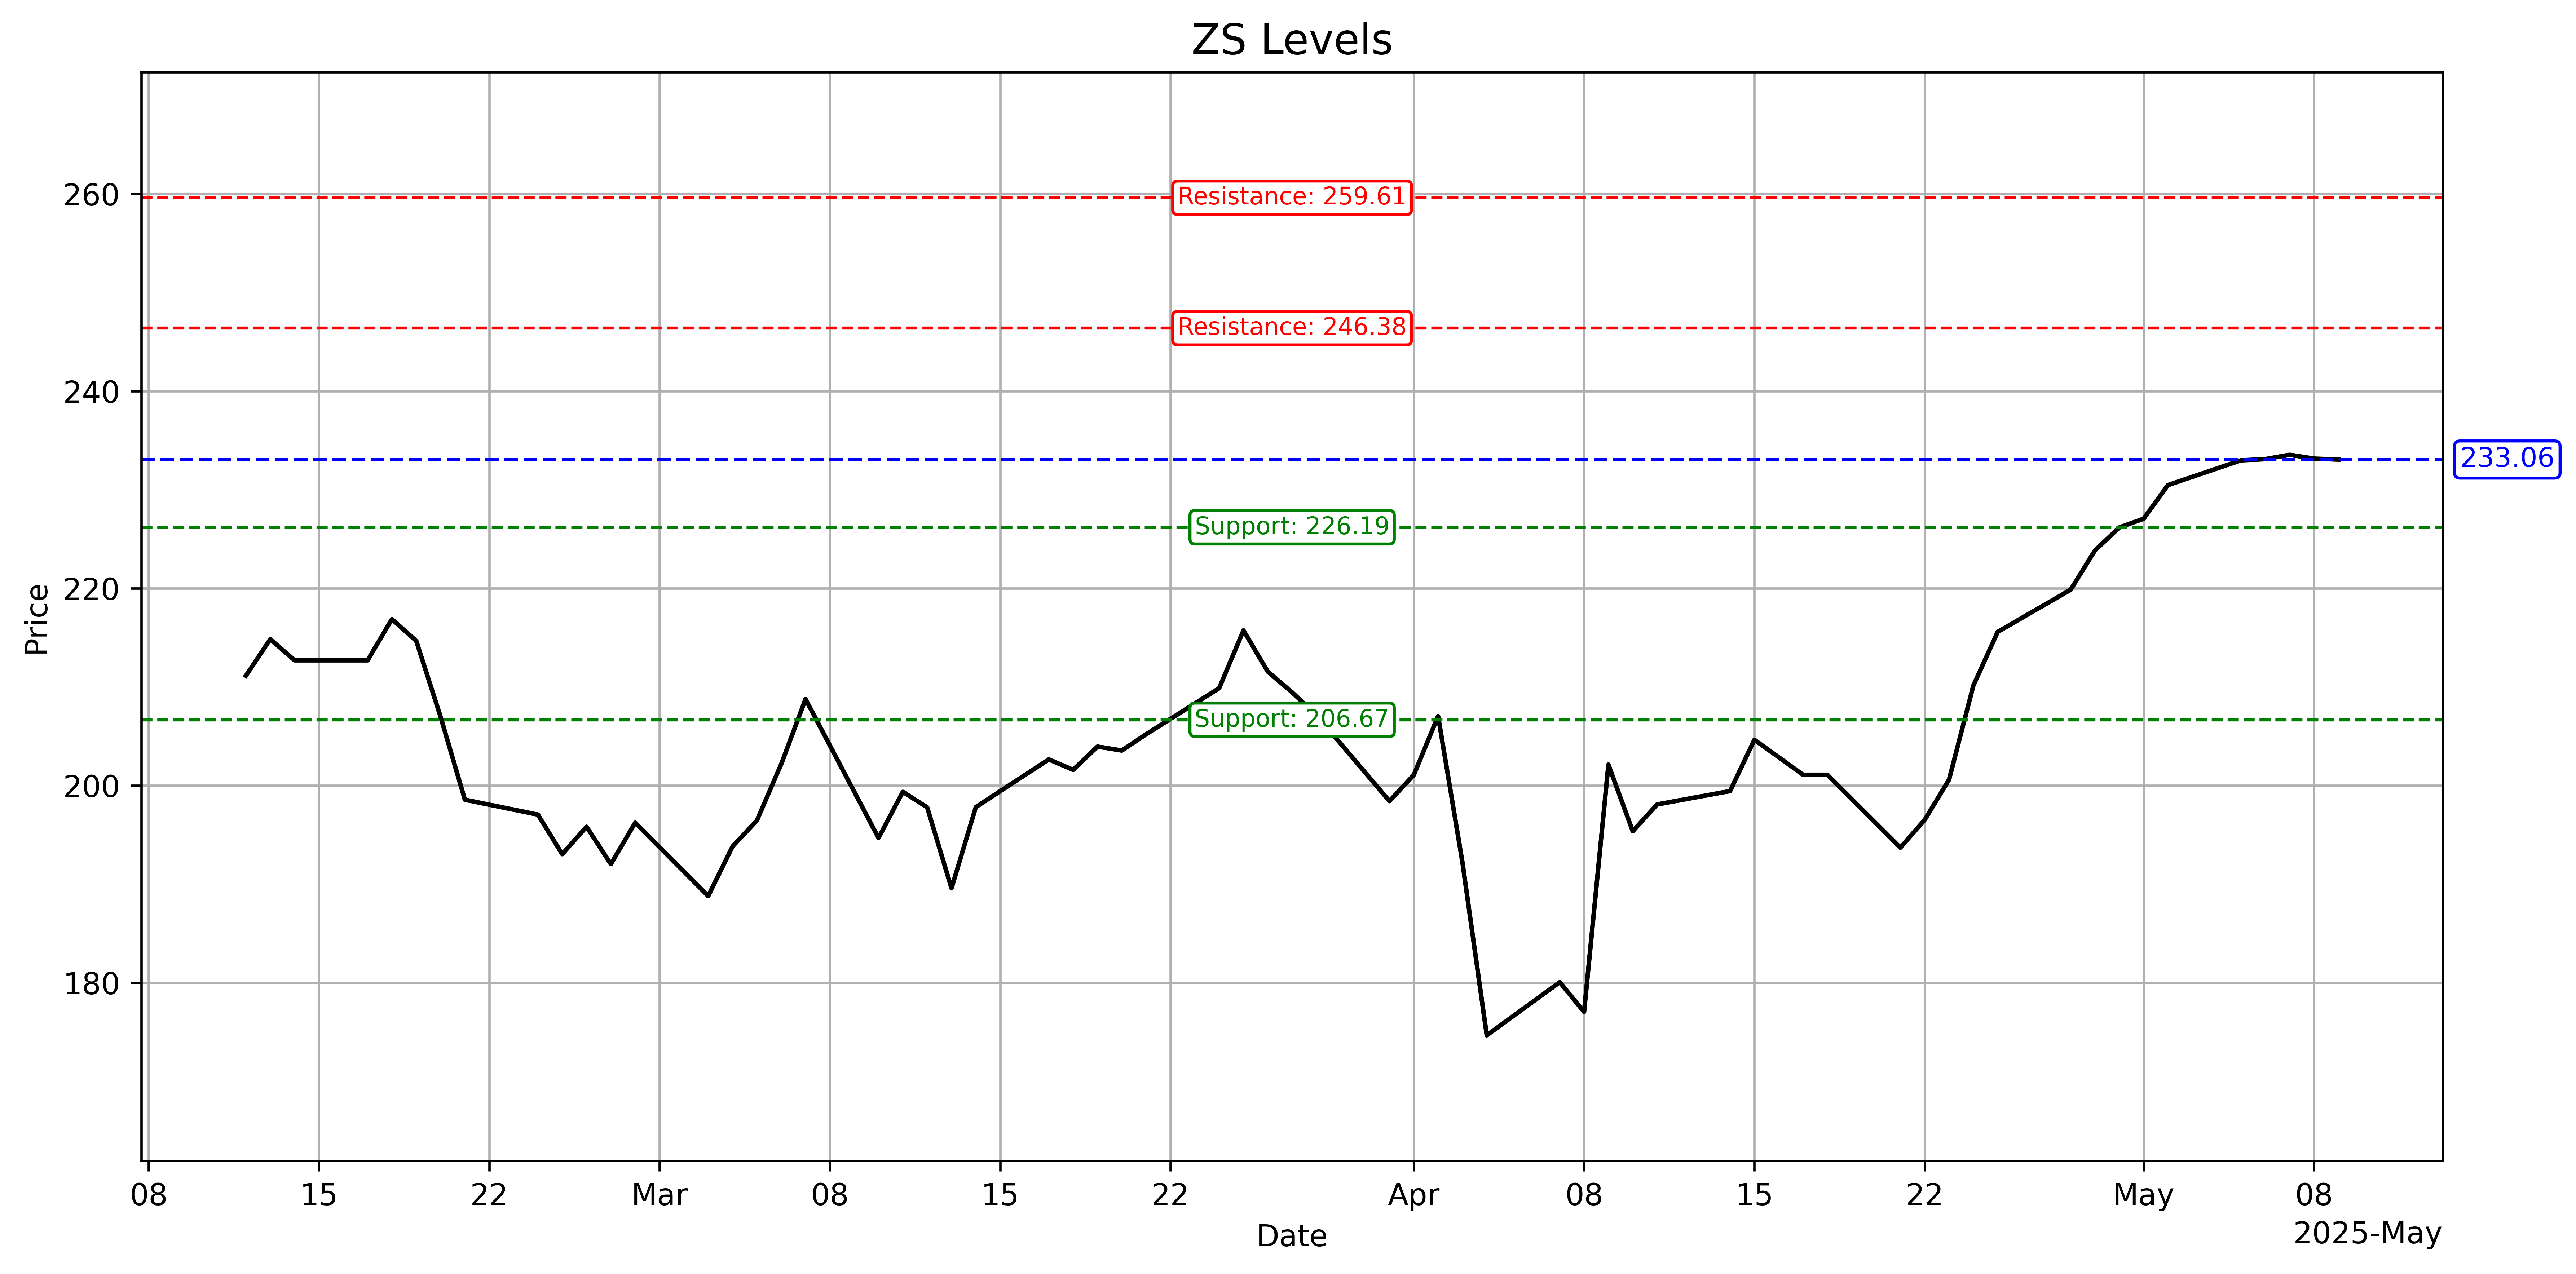 ZS Levels
260
Resistance: 259.61
Resistance: 246.38
240
233.06
Support: 226.19
220
Price
Support: 206.67
200
180
08 15 22 Mar 08 15 22 Apr 08 15 22 May 08
Date
2025-May